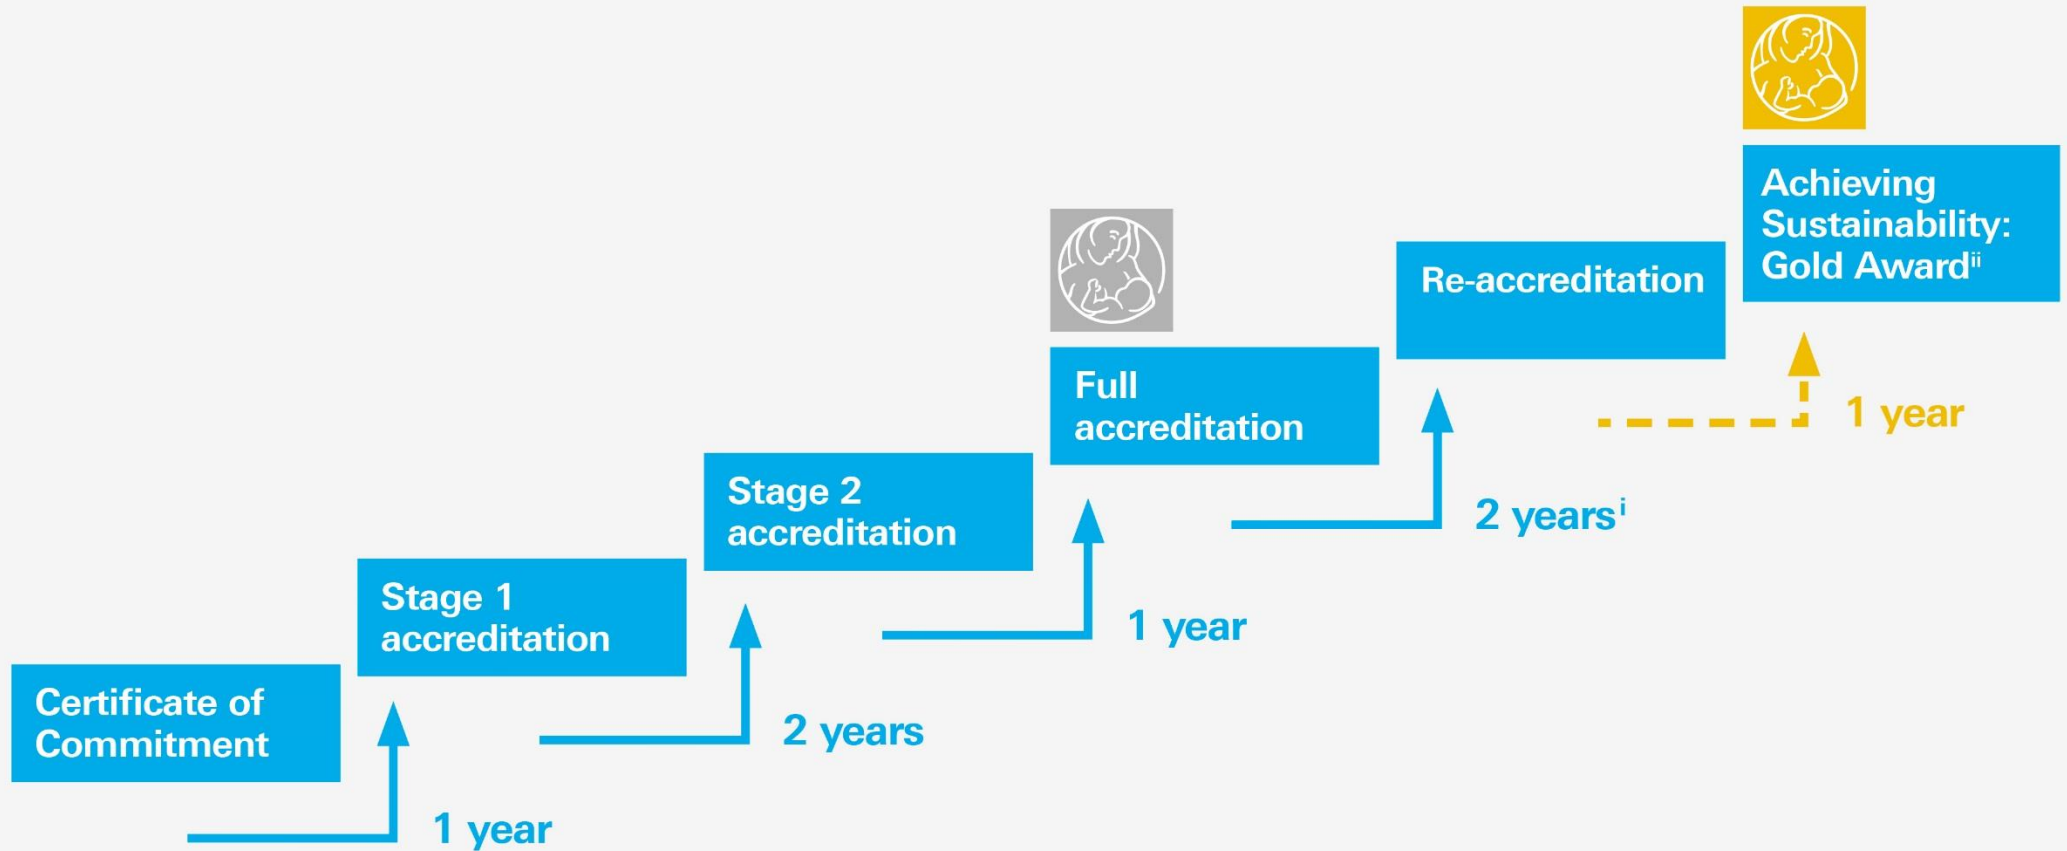 Certificate of
Commitment
1 year
Stage 1
accreditation
2 years
Stage 2
accreditation
1 year
Full
accreditation
2 yearsⁱ
Re-accreditation
1 year
Achieving
Sustainability:
Gold Awardⁱⁱ